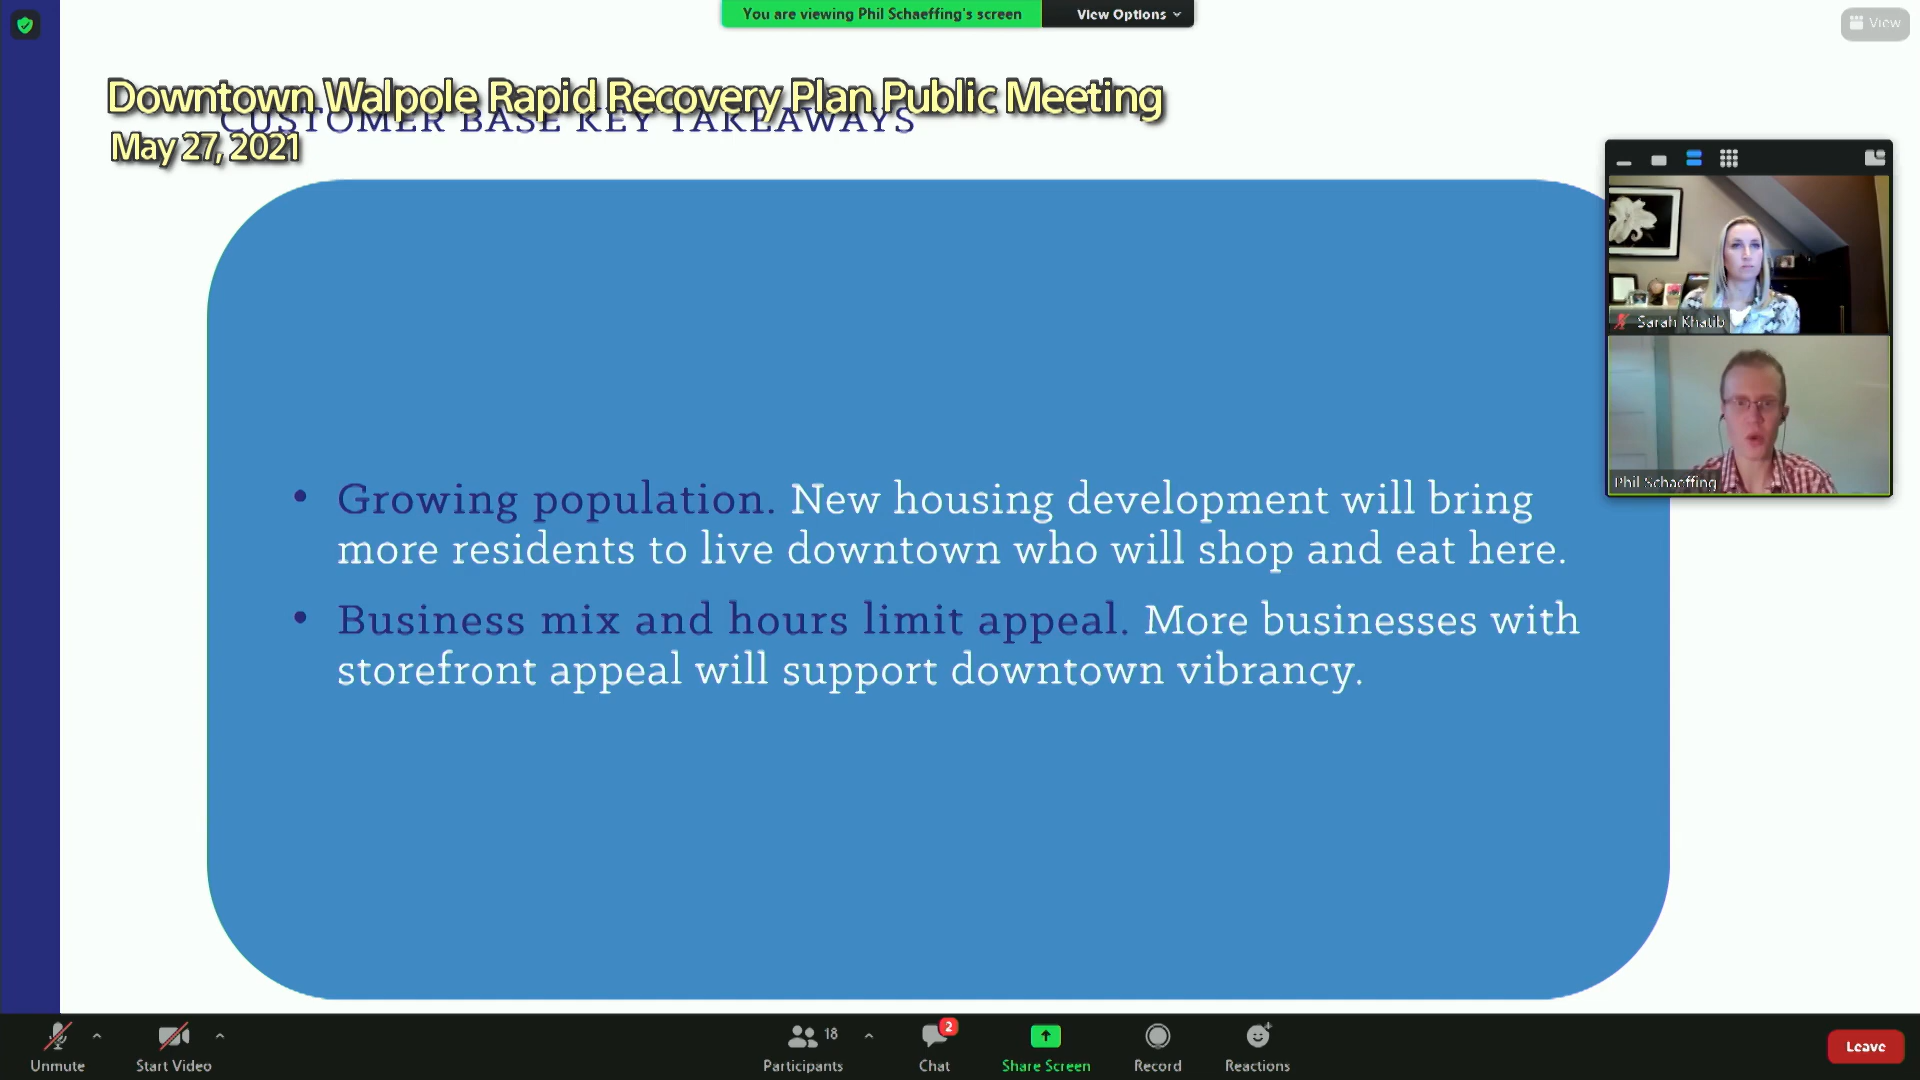 You are viewing Phil Schaeffing's screen
View Options
View
Downtown Walpole Rapid Recovery Plan Public Meeting
CUSTOMER BASE KEY TAKEAWAYS
May 27, 2021
Sarah Khatib
Phil Schaeffing
• Growing population. New housing development will bring
more residents to live downtown who will shop and eat here.
• Business mix and hours limit appeal. More businesses with
storefront appeal will support downtown vibrancy.
Unmute
Start Video
18
Participants
2
Chat
Share Screen
Record
Reactions
Leave